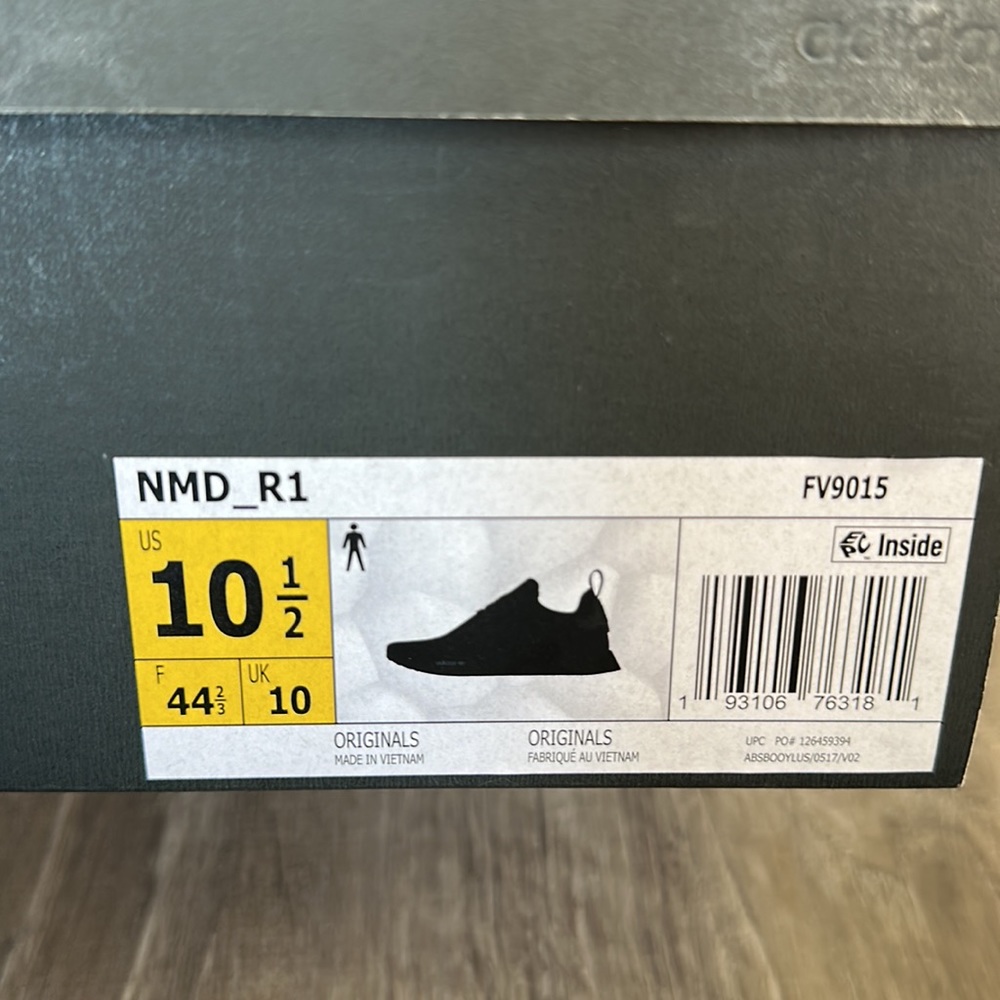 adidas
NMD_R1
FV9015
US
10 1/2
F
44 2/3
UK
10
Inside
1 93106 76318 1
ORIGINALS
MADE IN VIETNAM
ORIGINALS
FABRIQUÉ AU VIETNAM
UPC PO# 126459394
ABSBOOYLUS/0517/V02